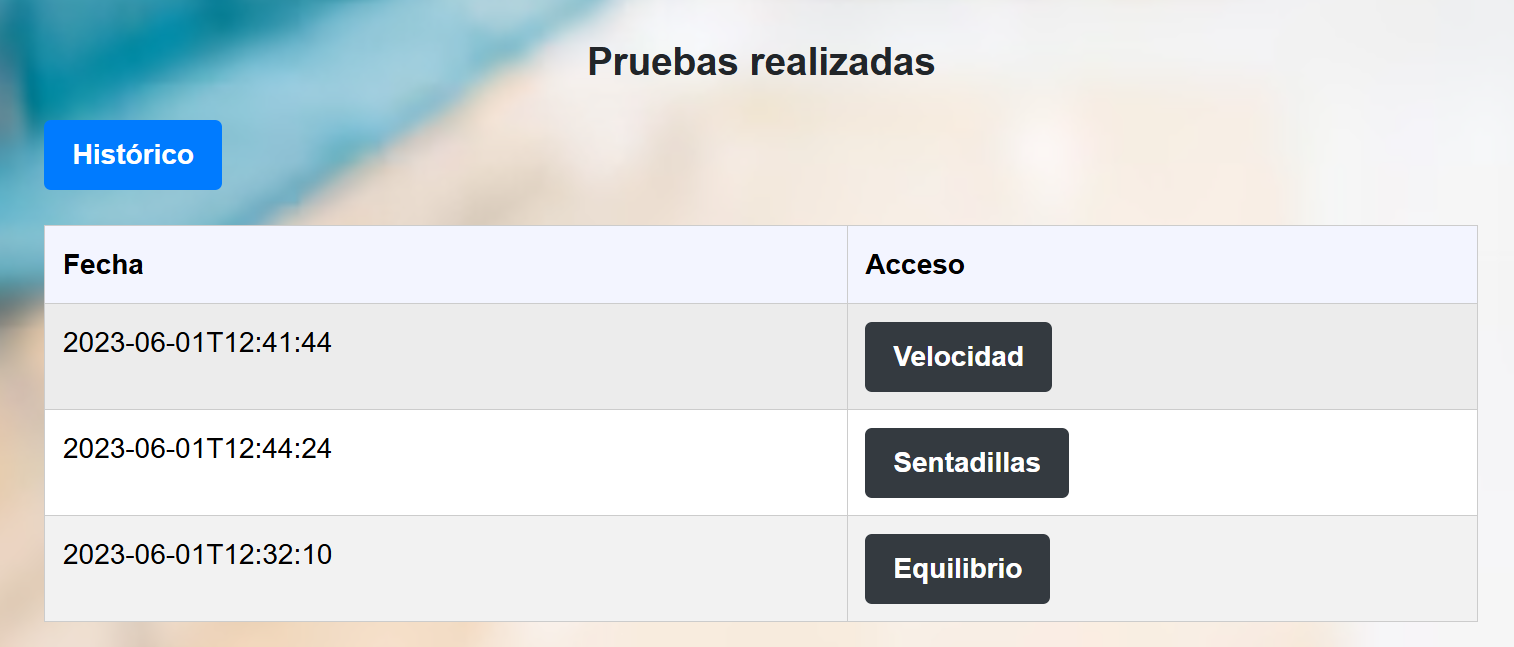 Pruebas realizadas
Histórico
Fecha Acceso
2023-06-01T12:41:44 Velocidad
2023-06-01T12:44:24 Sentadillas
2023-06-01T12:32:10 Equilibrio